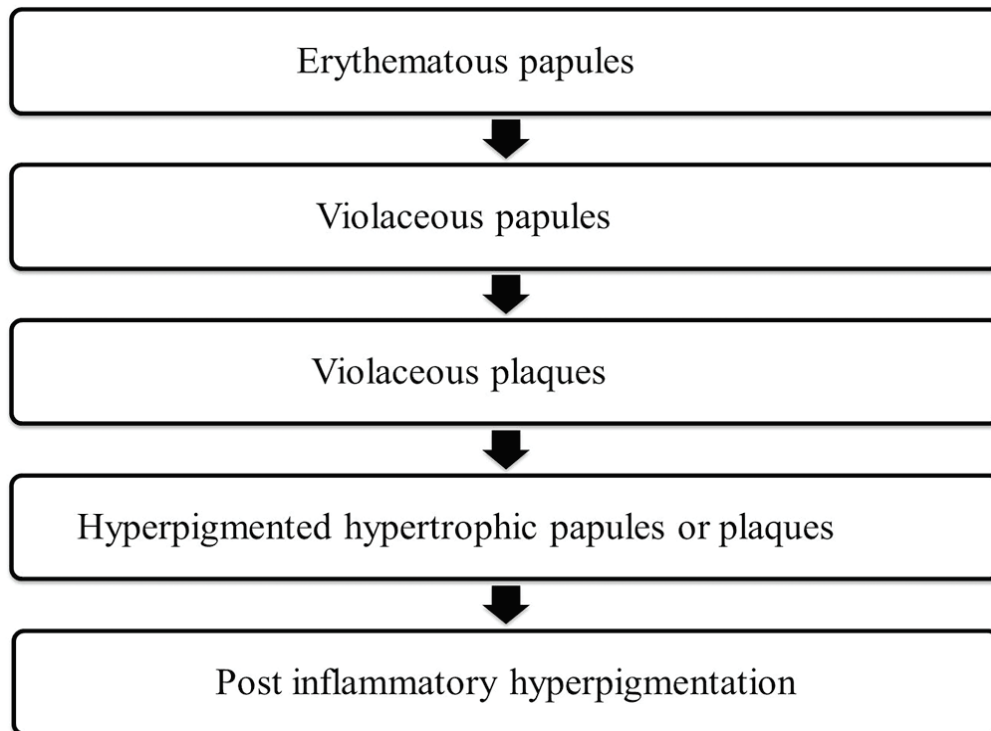 Erythematous papules
Violaceous papules
Violaceous plaques
Hyperpigmented hypertrophic papules or plaques
Post inflammatory hyperpigmentation